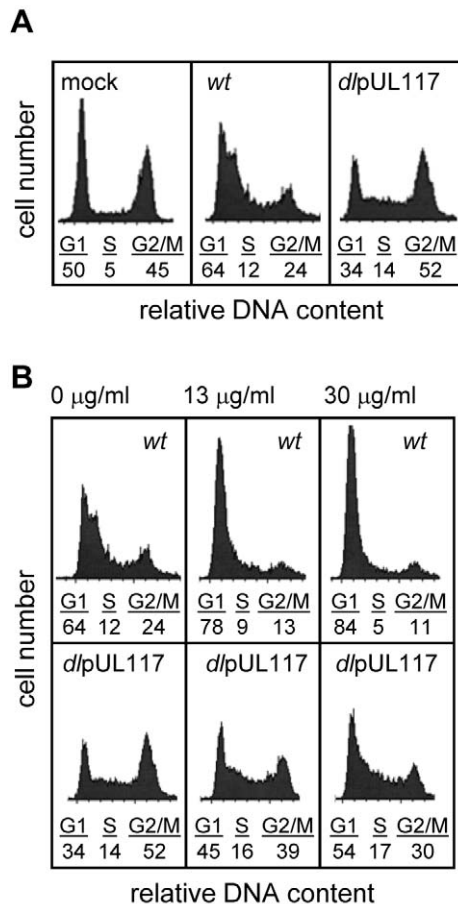 A
mock wt dlpUL117
cell number
G1 S G2/M G1 S G2/M G1 S G2/M
50 5 45 64 12 24 34 14 52
relative DNA content
B
0 μg/ml 13 μg/ml 30 μg/ml
wt wt wt
G1 S G2/M G1 S G2/M G1 S G2/M
64 12 24 78 9 13 84 5 11
cell number
dlpUL117 dlpUL117 dlpUL117
G1 S G2/M G1 S G2/M G1 S G2/M
34 14 52 45 16 39 54 17 30
relative DNA content